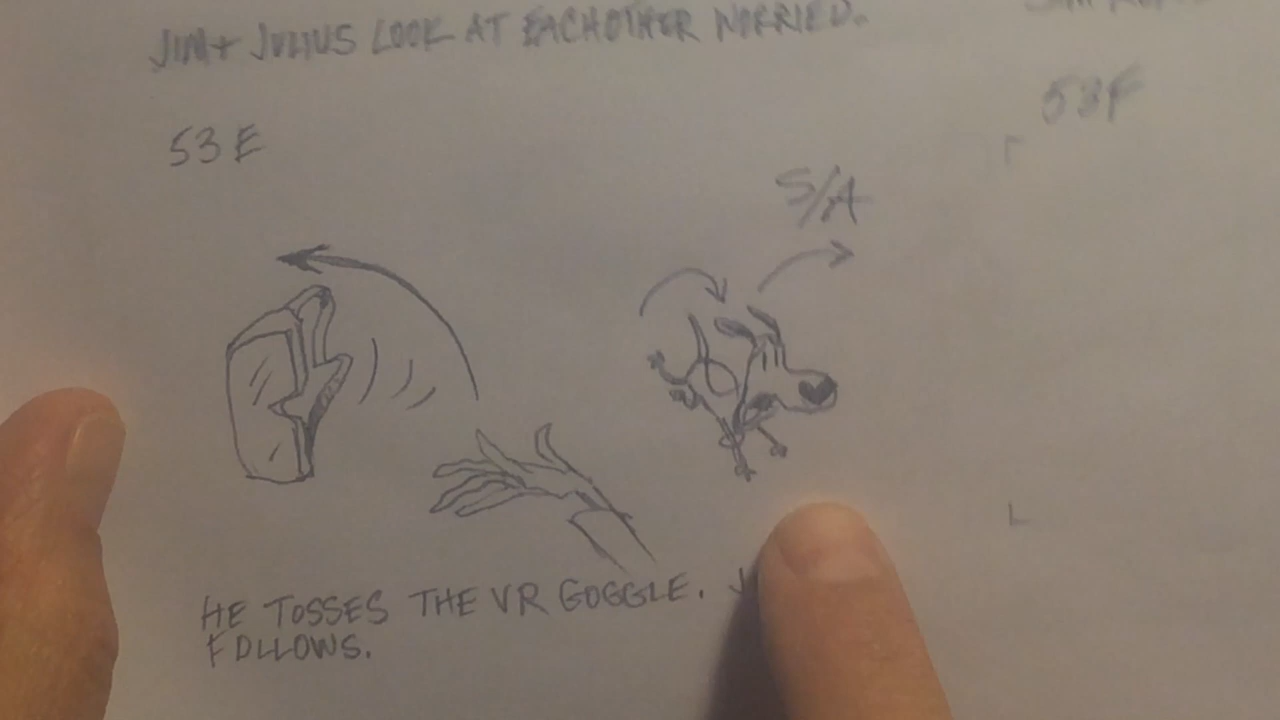 JIM + JULIUS LOOK AT EACHOTHER WORRIED.
53E
53F
S/A
HE TOSSES THE VR GOGGLE. J
FOLLOWS.